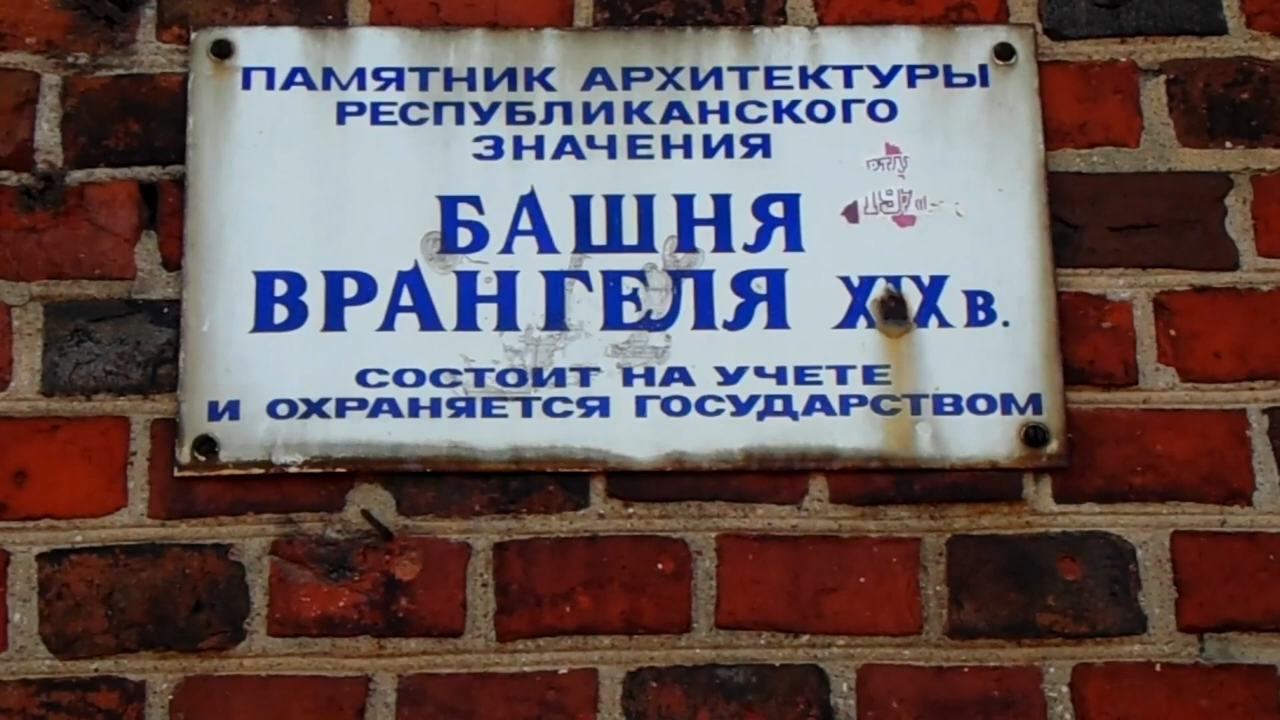 ПАМЯТНИК АРХИТЕКТУРЫ
РЕСПУБЛИКАНСКОГО
ЗНАЧЕНИЯ
БАШНЯ
ВРАНГЕЛЯ XIX в.
СОСТОИТ НА УЧЕТЕ
И ОХРАНЯЕТСЯ ГОСУДАРСТВОМ